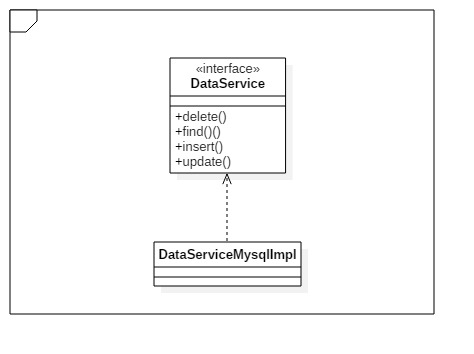 «interface»
DataService
+delete()
+find()()
+insert()
+update()
DataServiceMysqlImpl